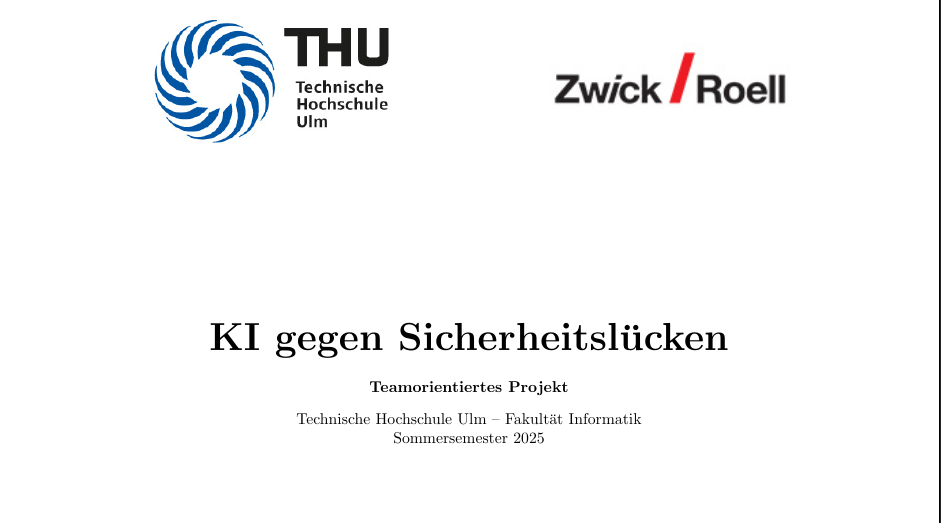 THU
Technische
Hochschule
Ulm
Zwick/Roell
KI gegen Sicherheitslücken
Teamorientiertes Projekt
Technische Hochschule Ulm – Fakultät Informatik
Sommersemester 2025